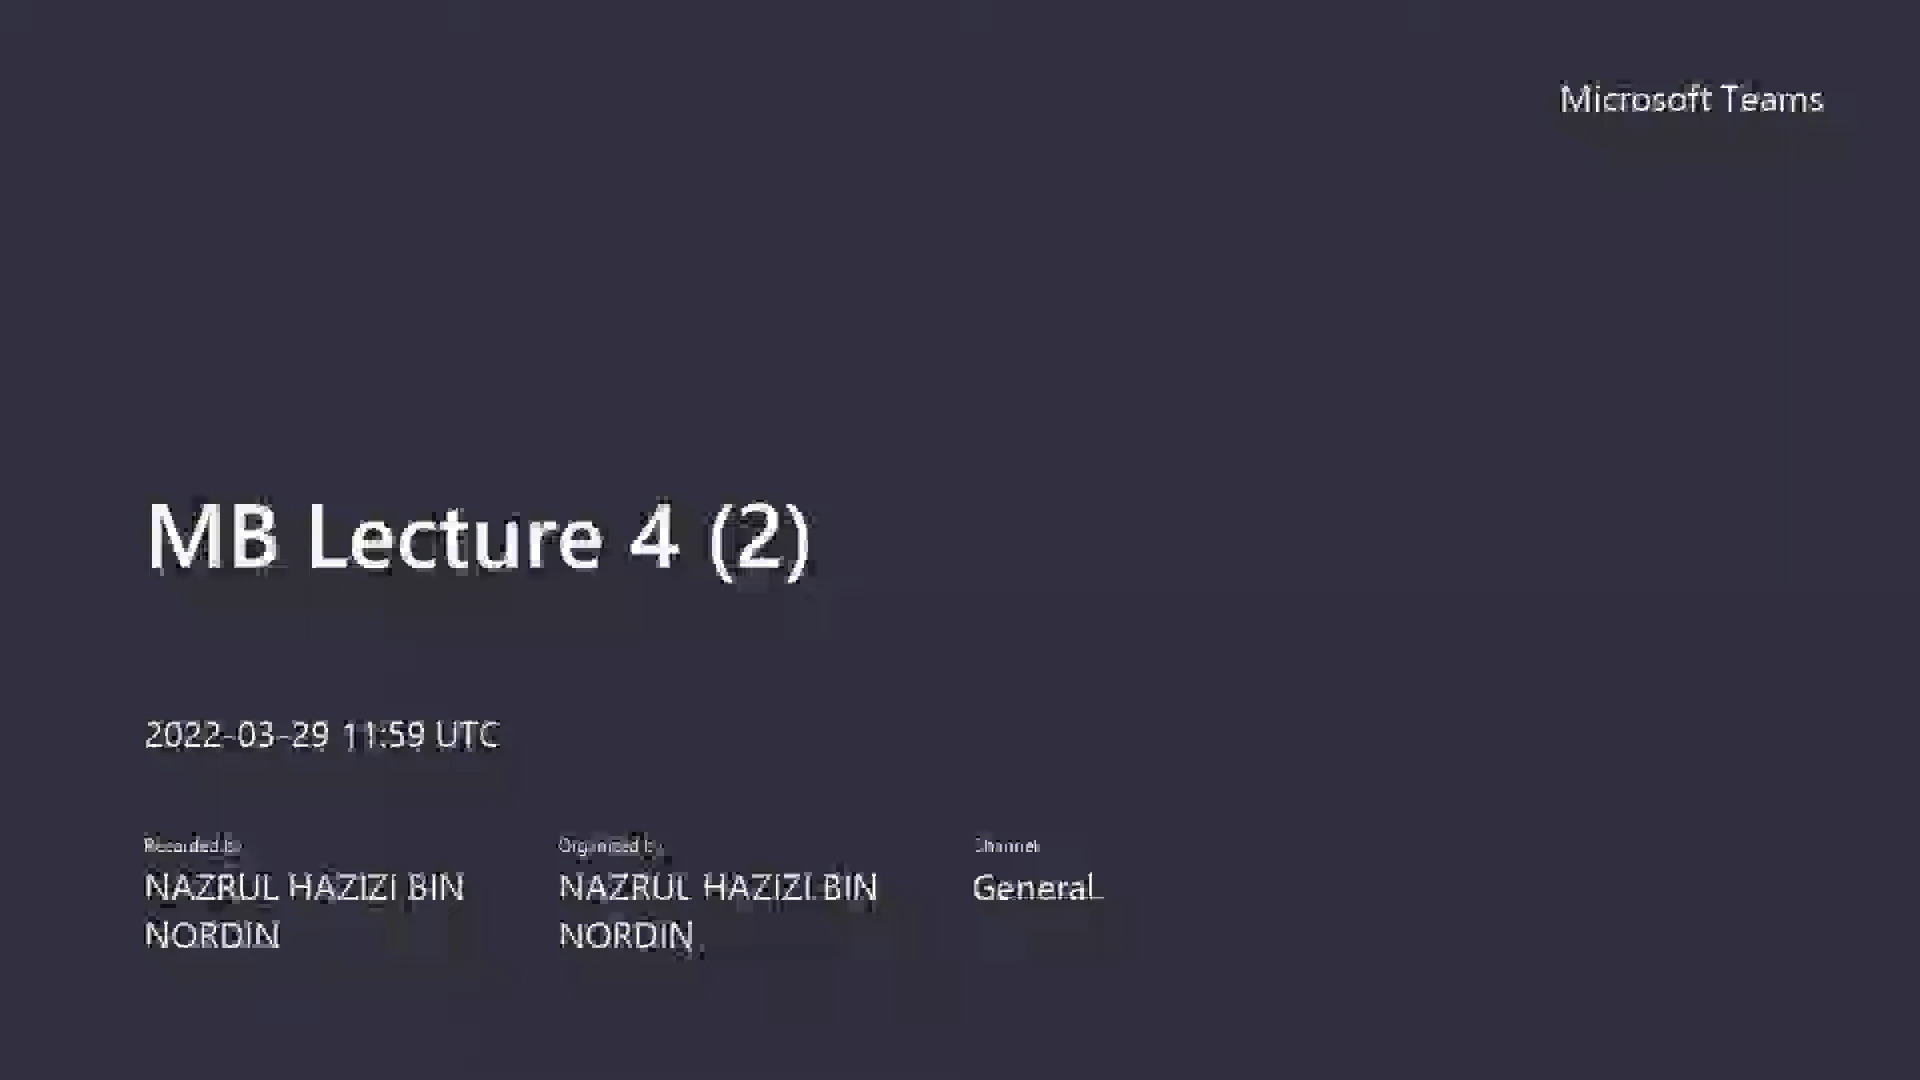 Microsoft Teams
MB Lecture 4 (2)
2022-03-29 11:59 UTC
Recorded by
Organized by
Channel
NAZRUL HAZIZI BIN
NORDIN
NAZRUL HAZIZI BIN
NORDIN
General